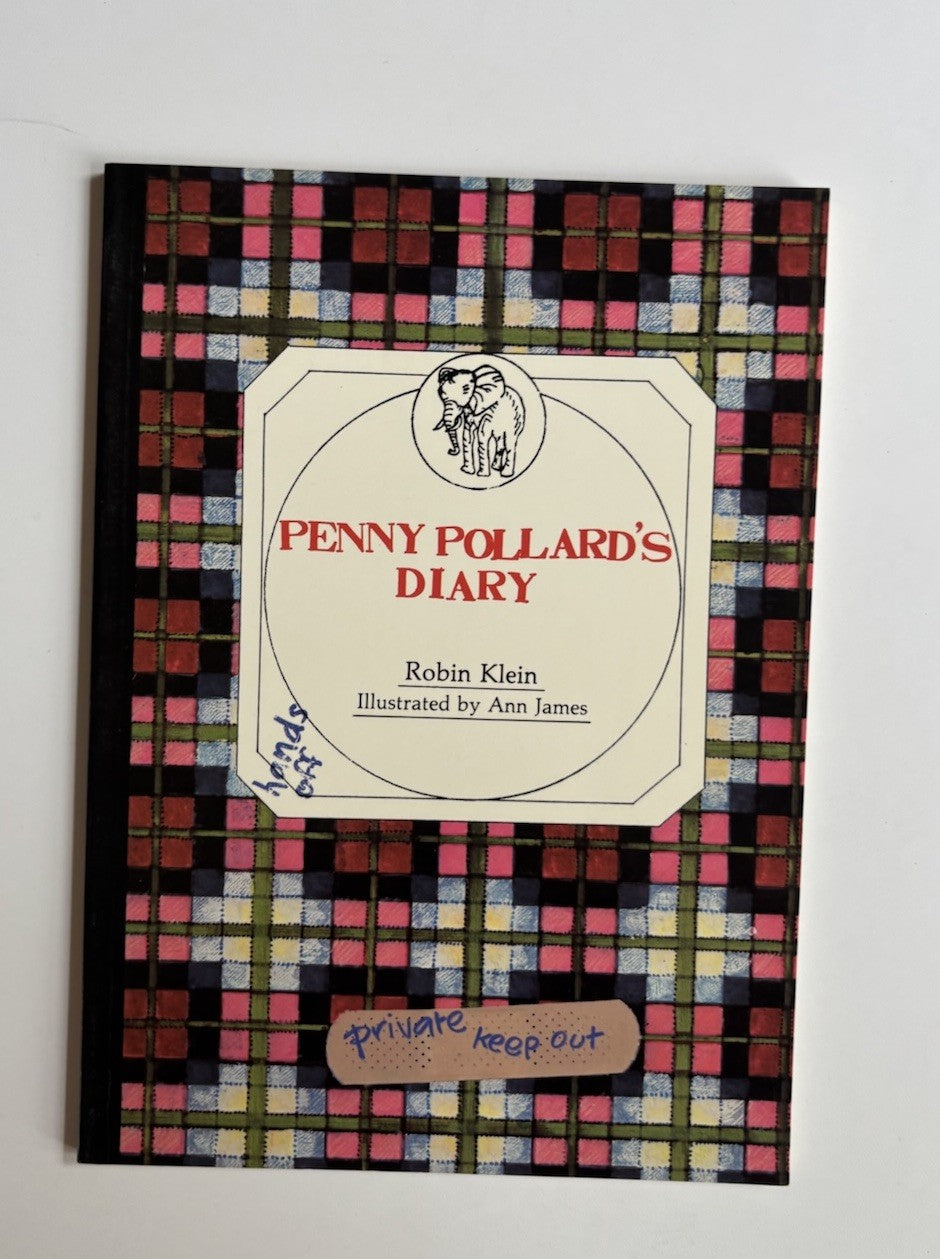 PENNY POLLARD'S
DIARY
Robin Klein
Illustrated by Ann James
hands
off
private keep out